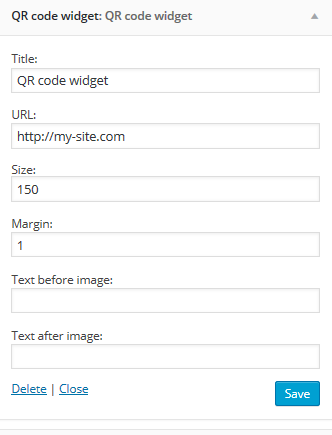 QR code widget: QR code widget
Title:
QR code widget
URL:
http://my-site.com
Size:
150
Margin:
1
Text before image:
Text after image:
Delete | Close
Save